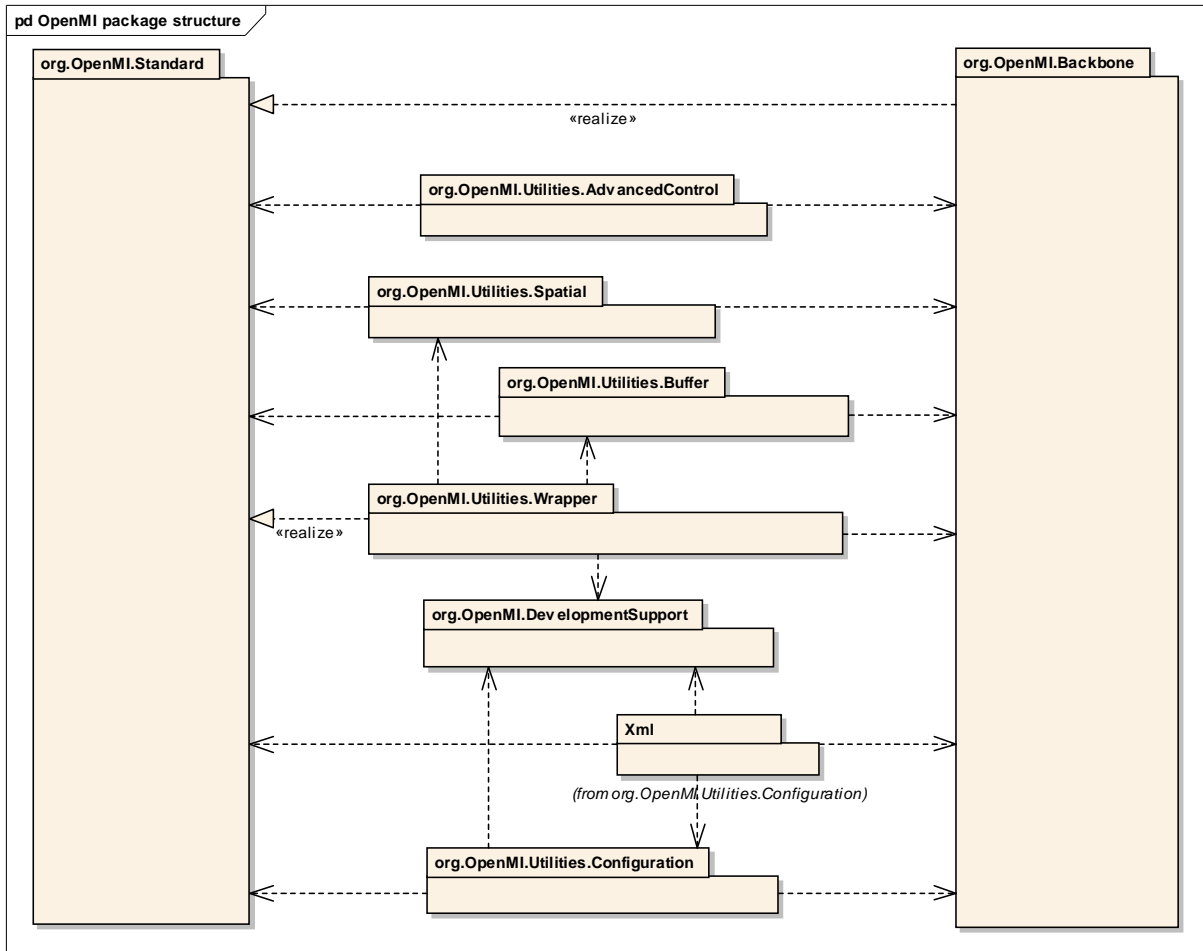 pd OpenMI package structure
org.OpenMI.Standard
org.OpenMI.Backbone
«realize»
org.OpenMI.Utilities.AdvancedControl
org.OpenMI.Utilities.Spatial
org.OpenMI.Utilities.Buffer
org.OpenMI.Utilities.Wrapper
«realize»
org.OpenMI.DevelopmentSupport
Xml
(from org.OpenMI.Utilities.Configuration)
org.OpenMI.Utilities.Configuration